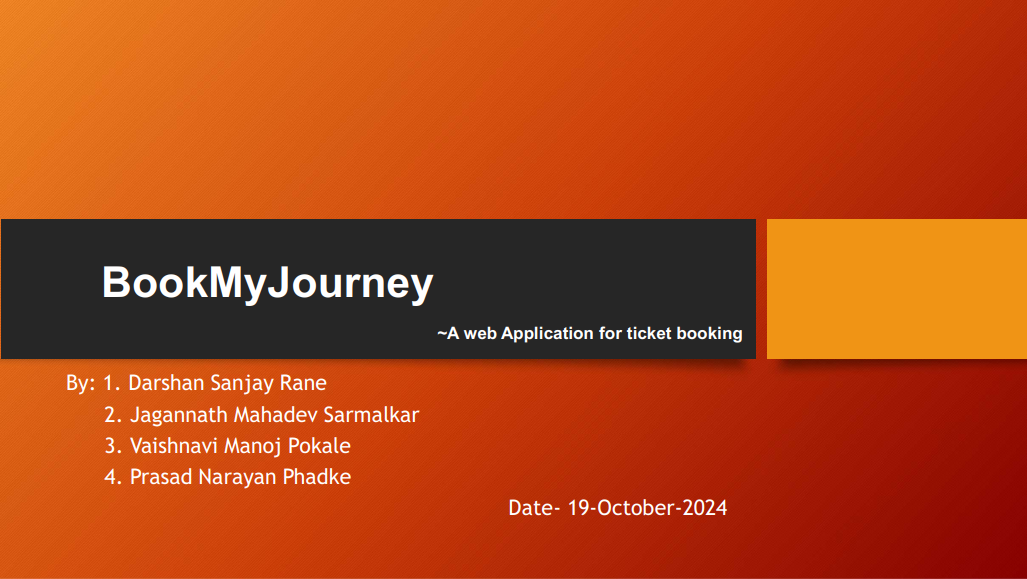 BookMyJourney
~A web Application for ticket booking
By: 1. Darshan Sanjay Rane
2. Jagannath Mahadev Sarmalkar
3. Vaishnavi Manoj Pokale
4. Prasad Narayan Phadke
Date- 19-October-2024